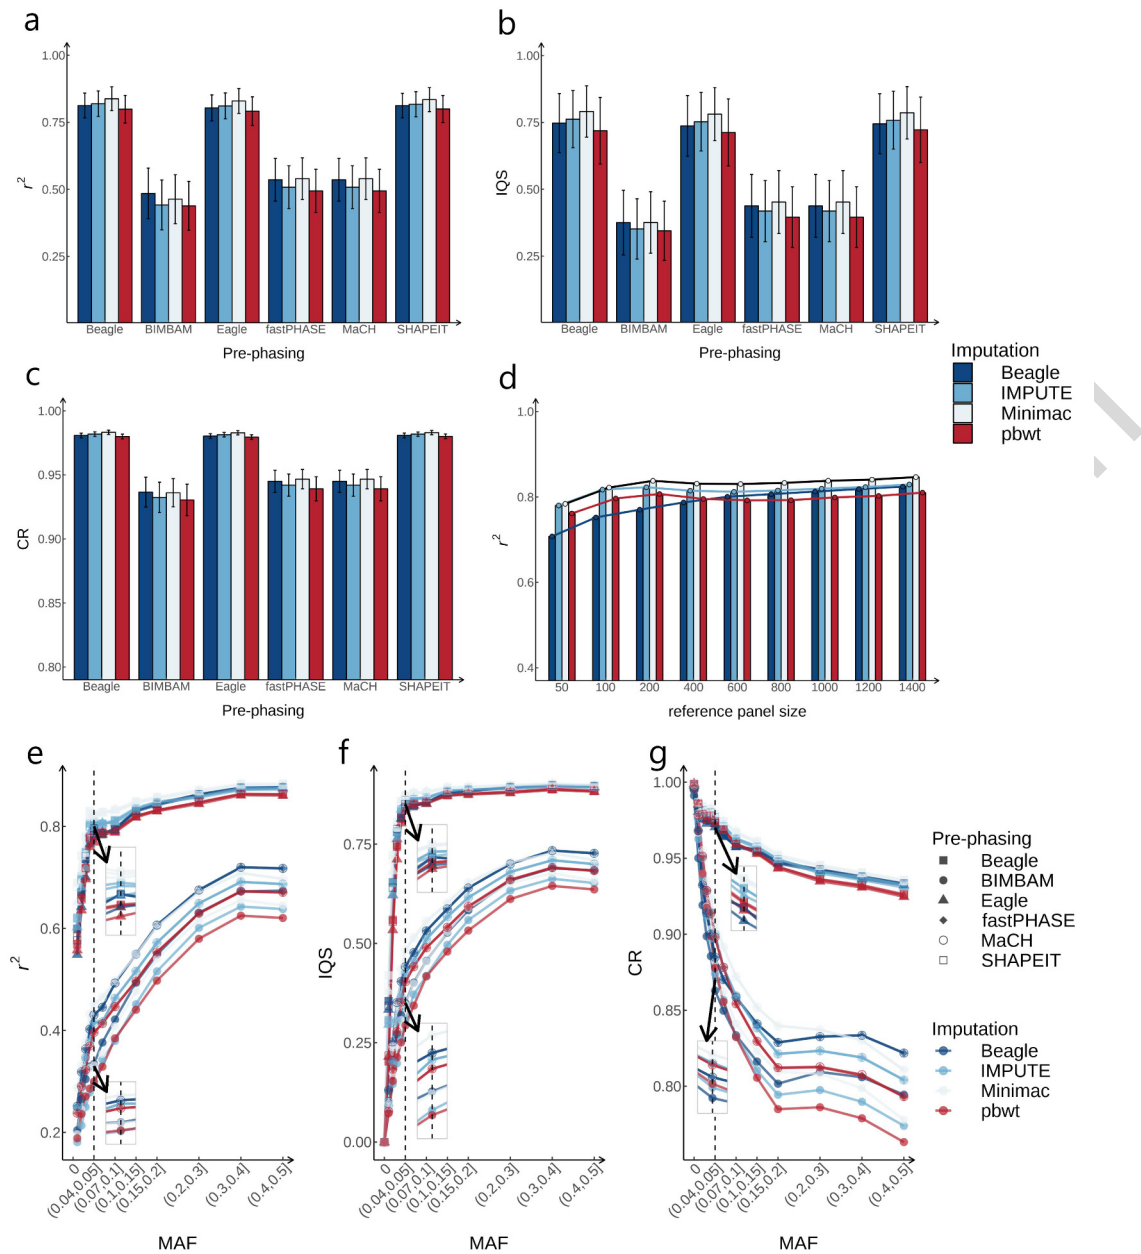 a
1.00
0.75
0.50
0.25
r²
Beagle BIMBAM Eagle fastPHASE MaCH SHAPEIT
Pre-phasing
b
1.00
0.75
0.50
0.25
IQS
Beagle BIMBAM Eagle fastPHASE MaCH SHAPEIT
Pre-phasing
Imputation
Beagle
IMPUTE
Minimac
pbwt
c
1.00
0.95
0.90
0.85
0.80
CR
Beagle BIMBAM Eagle fastPHASE MaCH SHAPEIT
Pre-phasing
d
1.0
0.8
0.6
0.4
r²
50 100 200 400 600 800 1000 1200 1400
reference panel size
e
0.8
0.6
0.4
0.2
r²
0 (0.04,0.05] (0.07,0.1] (0.1,0.15] (0.15,0.2] (0.2,0.3] (0.3,0.4] (0.4,0.5]
MAF
f
0.75
0.50
0.25
0.00
IQS
0 (0.04,0.05] (0.07,0.1] (0.1,0.15] (0.15,0.2] (0.2,0.3] (0.3,0.4] (0.4,0.5]
MAF
g
1.00
0.95
0.90
0.85
0.80
CR
0 (0.04,0.05] (0.07,0.1] (0.1,0.15] (0.15,0.2] (0.2,0.3] (0.3,0.4] (0.4,0.5]
MAF
Pre-phasing
Beagle
BIMBAM
Eagle
fastPHASE
MaCH
SHAPEIT
Imputation
Beagle
IMPUTE
Minimac
pbwt